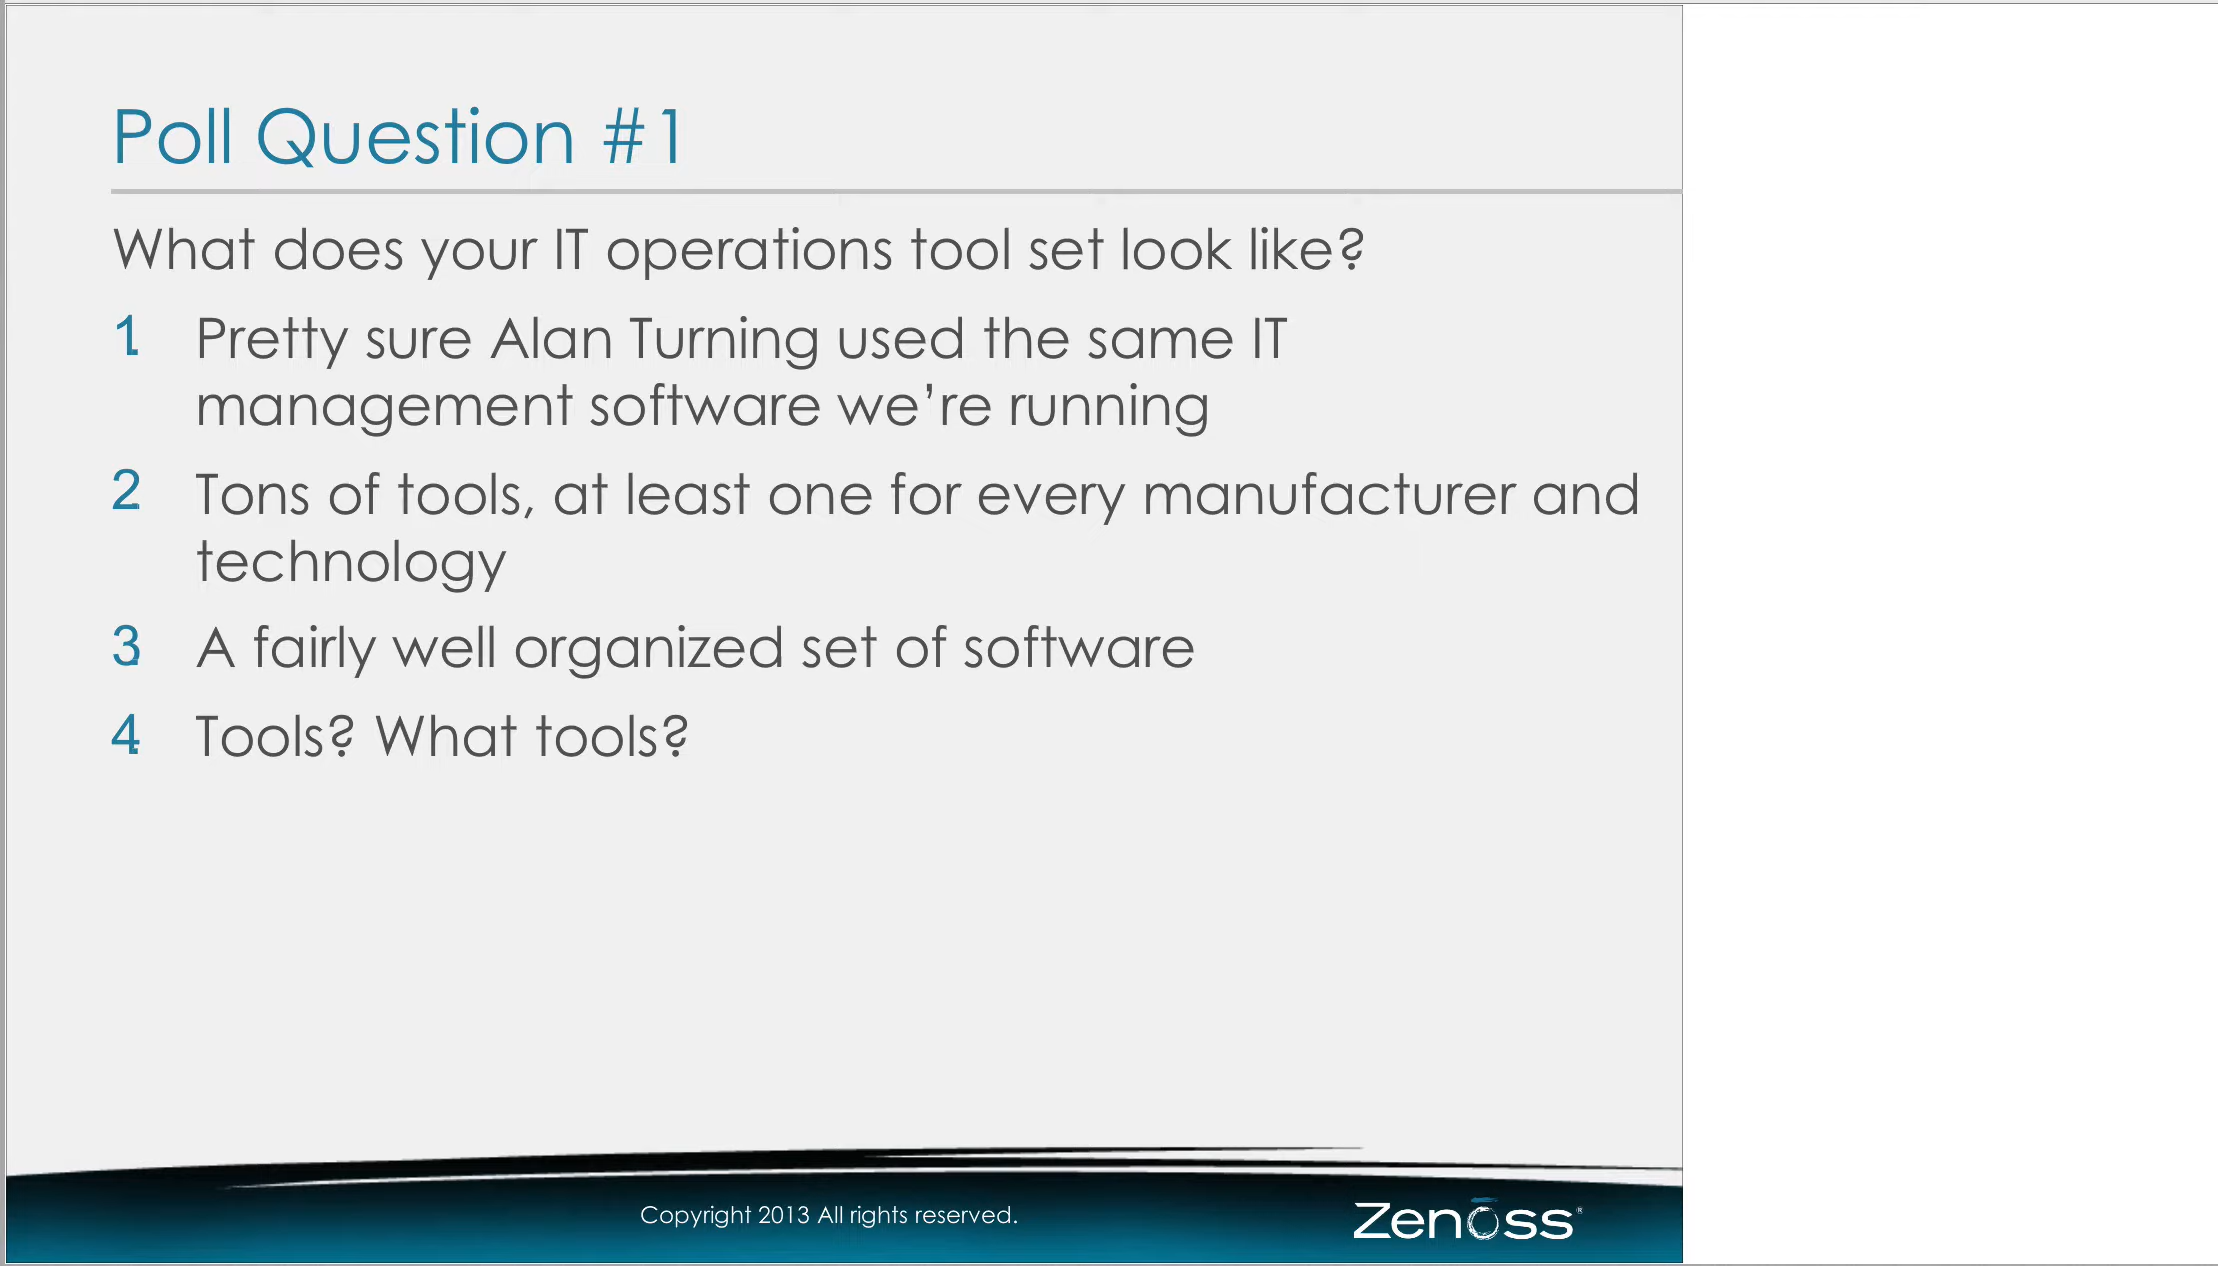 Poll Question #1
What does your IT operations tool set look like?
1. Pretty sure Alan Turning used the same IT
management software we’re running
2. Tons of tools, at least one for every manufacturer and
technology
3. A fairly well organized set of software
4. Tools? What tools?
Copyright 2013 All rights reserved.
Zenoss®